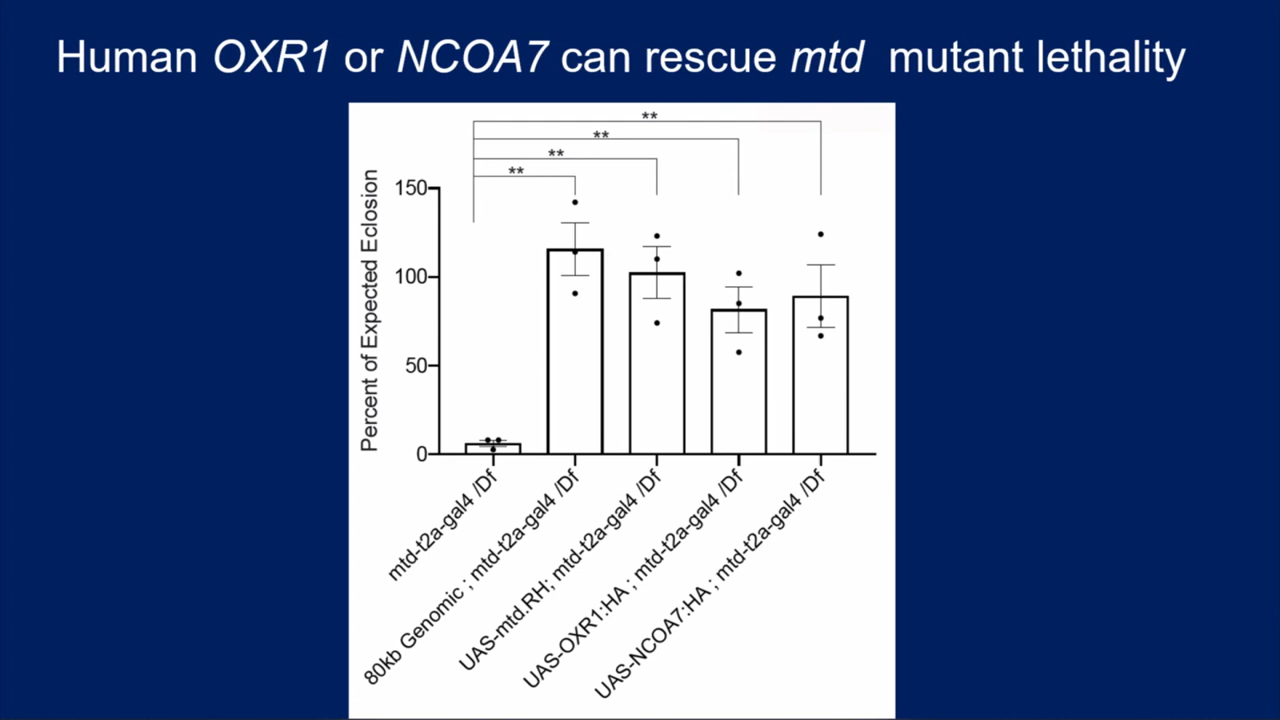 Human OXR1 or NCOA7 can rescue mtd mutant lethality
**
**
**
**
Percent of Expected Eclosion
150
100
50
0
mtd-t2a-gal4 /Df
80kb Genomic ; mtd-t2a-gal4 /Df
UAS-mtd.RH; mtd-t2a-gal4 /Df
UAS-OXR1:HA ; mtd-t2a-gal4 /Df
UAS-NCOA7:HA ; mtd-t2a-gal4 /Df